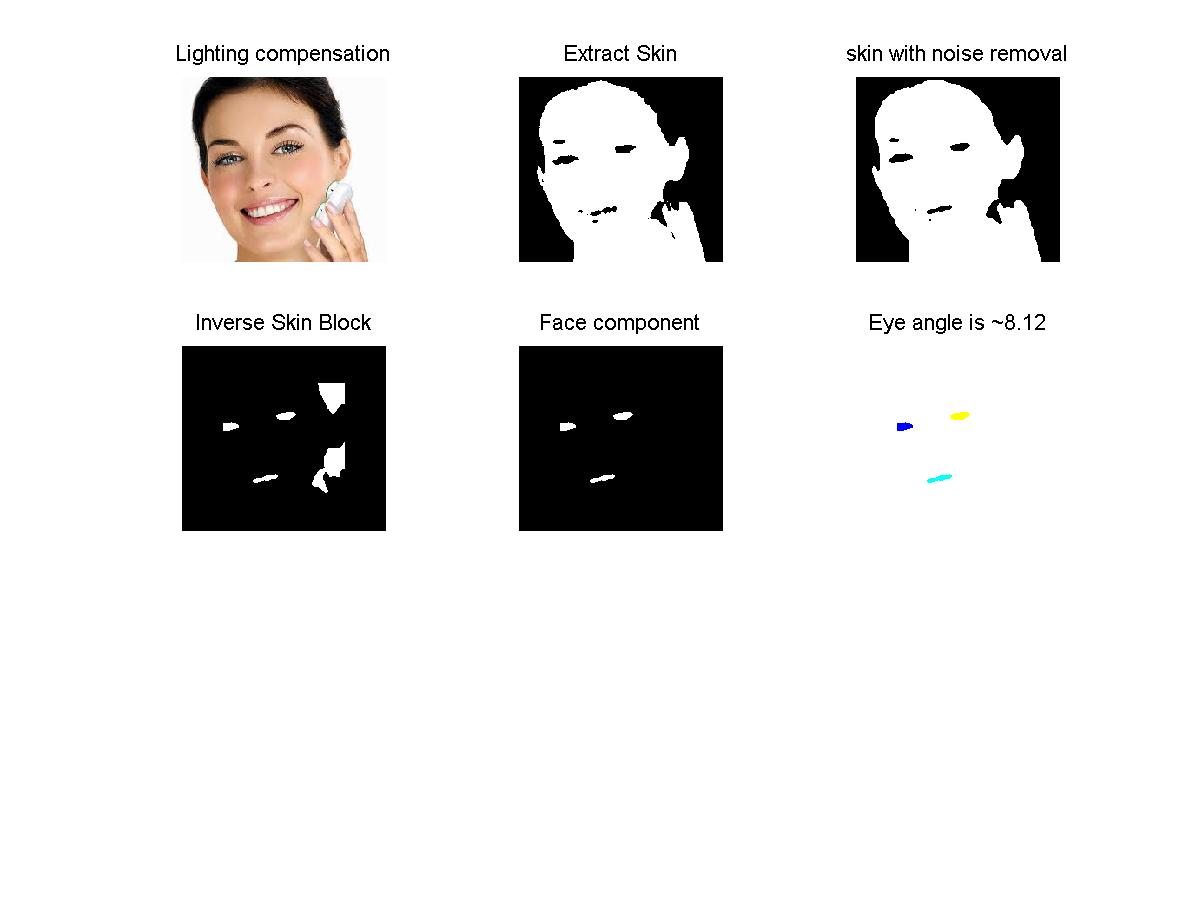 Lighting compensation
Extract Skin
skin with noise removal
Inverse Skin Block
Face component
Eye angle is ~8.12